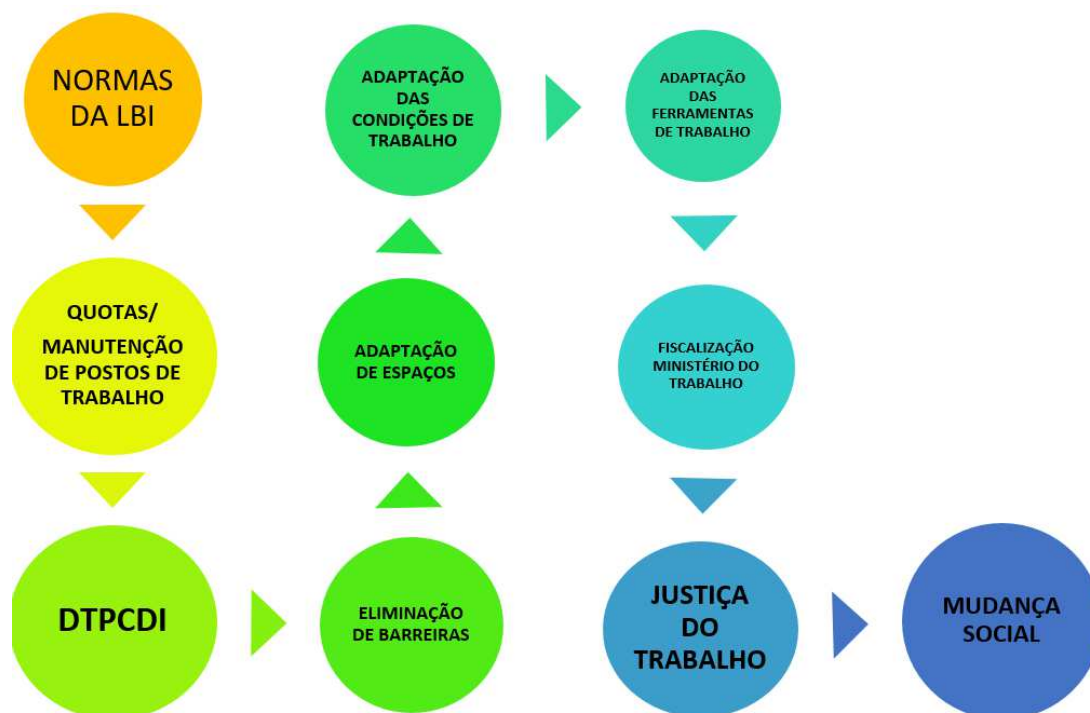 NORMAS
DA LBI
QUOTAS/
MANUTENÇÃO
DE POSTOS DE
TRABALHO
DTPCDI
ELIMINAÇÃO
DE BARREIRAS
ADAPTAÇÃO
DE ESPAÇOS
ADAPTAÇÃO
DAS
CONDIÇÕES DE
TRABALHO
ADAPTAÇÃO
DAS
FERRAMENTAS
DE TRABALHO
FISCALIZAÇÃO
MINISTÉRIO DO
TRABALHO
JUSTIÇA
DO
TRABALHO
MUDANÇA
SOCIAL